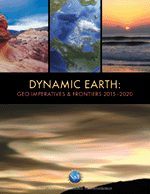 DYNAMIC EARTH:
GEO IMPERATIVES & FRONTIERS 2015–2020